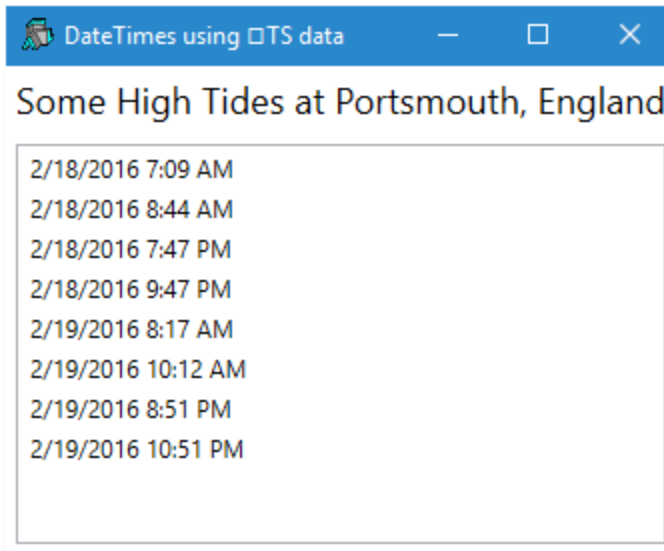 DateTimes using ⎕TS data
Some High Tides at Portsmouth, England
2/18/2016 7:09 AM
2/18/2016 8:44 AM
2/18/2016 7:47 PM
2/18/2016 9:47 PM
2/19/2016 8:17 AM
2/19/2016 10:12 AM
2/19/2016 8:51 PM
2/19/2016 10:51 PM